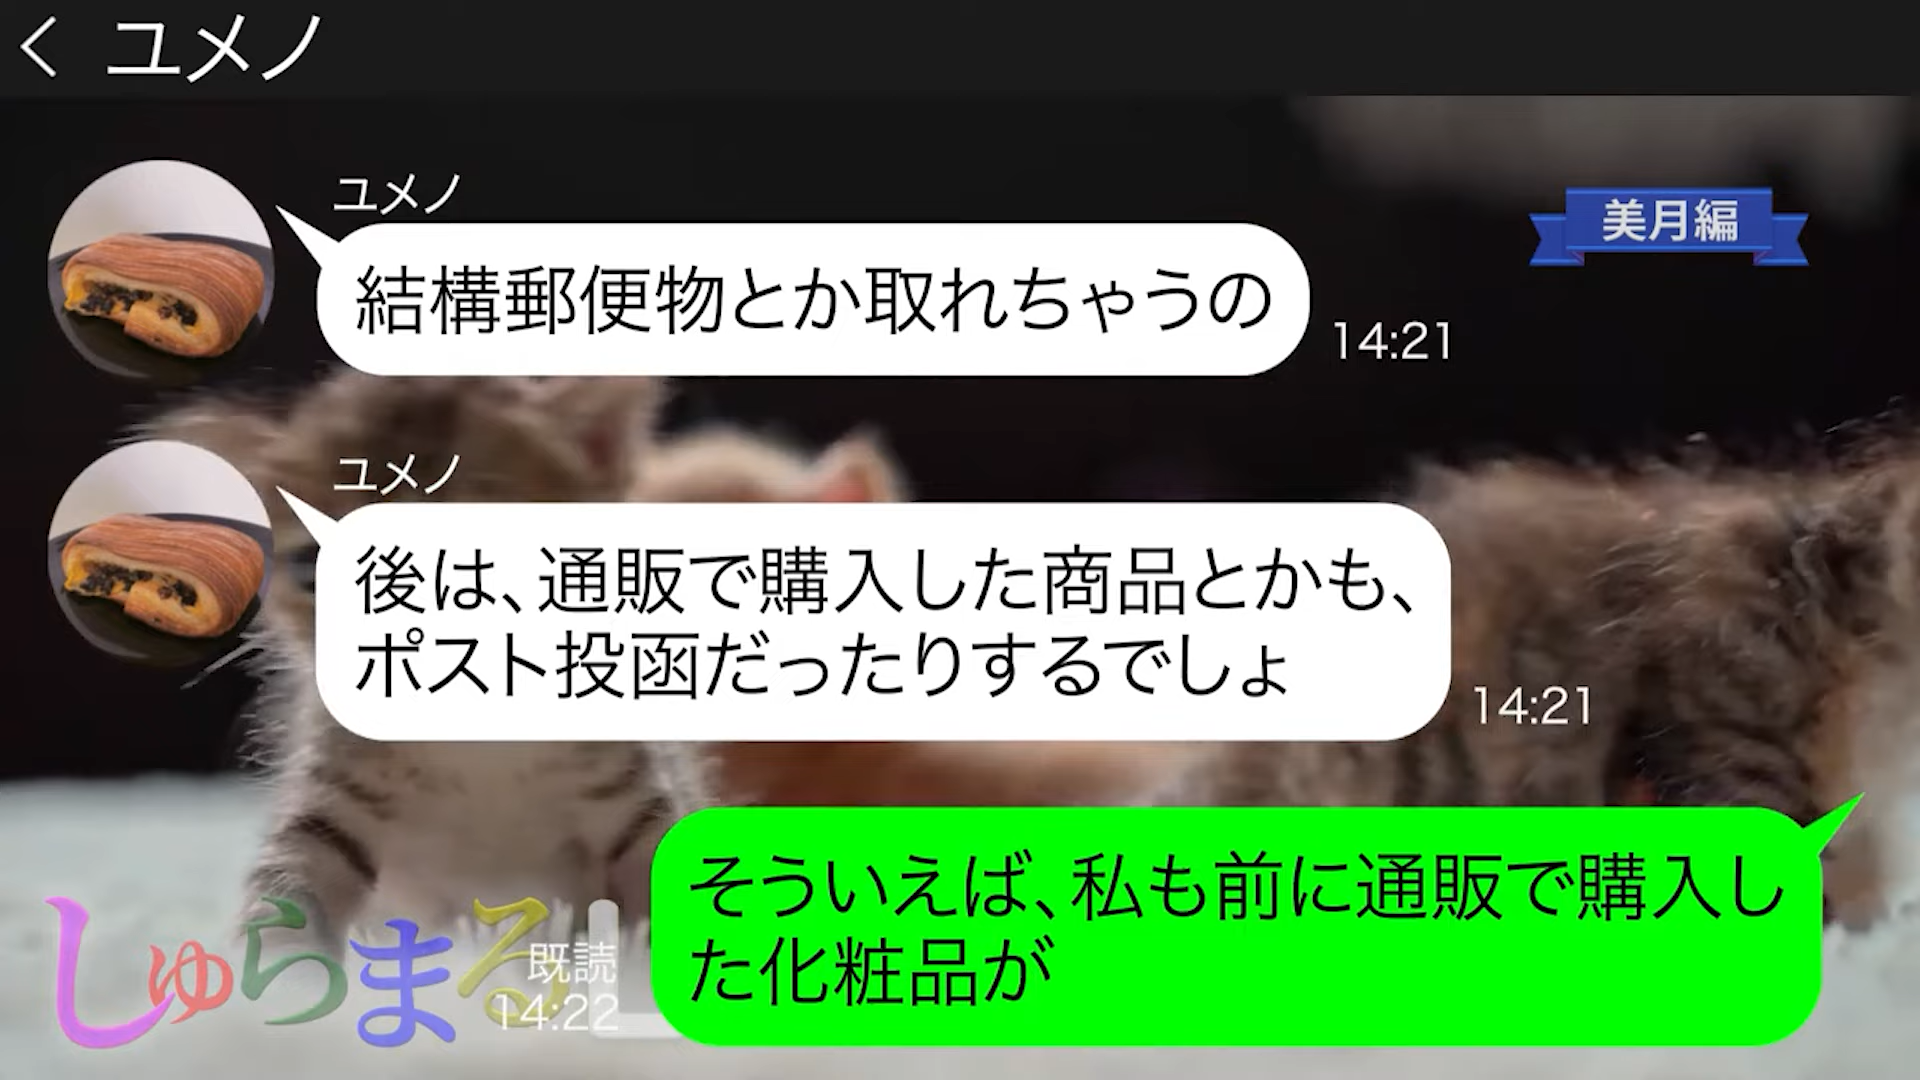 ユメノ
美月編
ユメノ
結構郵便物とか取れちゃうの
14:21
ユメノ
後は、通販で購入した商品とかも、
ポスト投函だったりするでしょ
14:21
そういえば、私も前に通販で購入し
た化粧品が
既読
14:22
しゅらまる